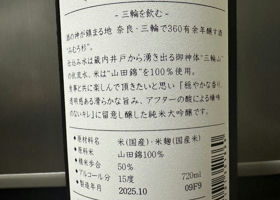 - 三輪を飲む -
酒の神が鎮まる地 奈良・三輪で360有余年醸す酒
"みむろ杉"。
仕込み水は蔵内井戸から湧き出る御神体"三輪山"
の伏流水、米は"山田錦"を100%使用。
食事と共に楽しんで頂きたいと思い「穏やかな香り、
透明感ある滑らかな旨み、アフターの酸による嫌味
のないキレ」に留意し醸した純米大吟醸です。
●原材料名 米(国産)・米麹(国産米)
●原料米 山田錦100%
●精米歩合 50%
●アルコール分 15度 720ml
●製造年月 2025.10 09F9